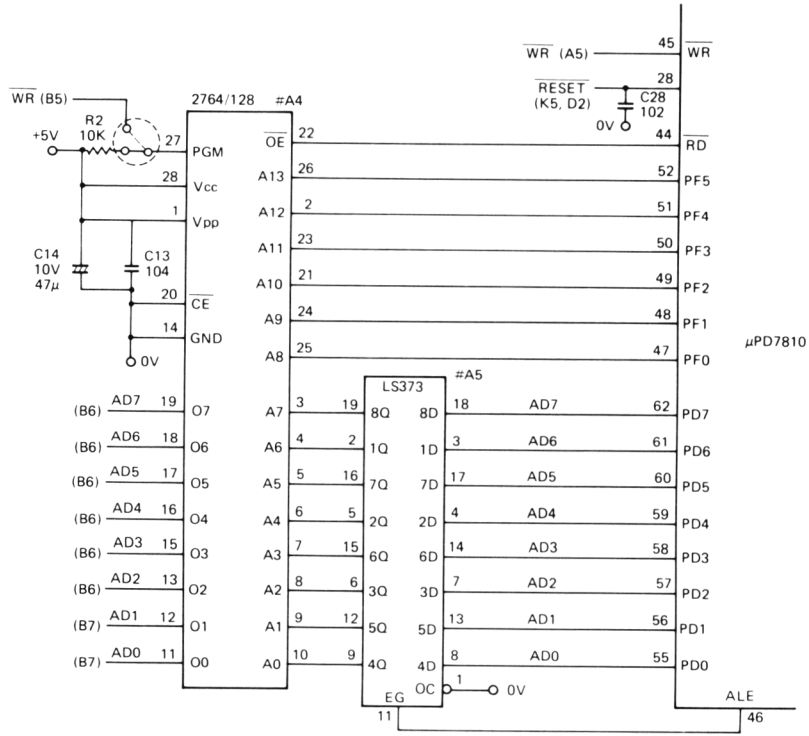 WR (A5) 45 WR
28
RESET
(K5, D2)
C28
102
0V
2764/128 #A4
WR (B5)
R2
10K
+5V
27 PGM
OE 22 44 RD
28 Vcc
A13 26 52 PF5
1 Vpp
A12 2 51 PF4
C14
10V
47μ
C13
104
A11 23 50 PF3
A10 21 49 PF2
20 CE
A9 24 48 PF1
14 GND
μPD7810
0V
A8 25 47 PF0
LS373 #A5
(B6) AD7 19 O7 A7 3 19 8Q 8D 18 AD7 62 PD7
(B6) AD6 18 O6 A6 4 2 1Q 1D 3 AD6 61 PD6
(B6) AD5 17 O5 A5 5 16 7Q 7D 17 AD5 60 PD5
(B6) AD4 16 O4 A4 6 5 2Q 2D 4 AD4 59 PD4
(B6) AD3 15 O3 A3 7 15 6Q 6D 14 AD3 58 PD3
(B6) AD2 13 O2 A2 8 6 3Q 3D 7 AD2 57 PD2
(B7) AD1 12 O1 A1 9 12 5Q 5D 13 AD1 56 PD1
(B7) AD0 11 O0 A0 10 9 4Q 4D 8 AD0 55 PD0
OC 1 0V
EG
11
ALE
46